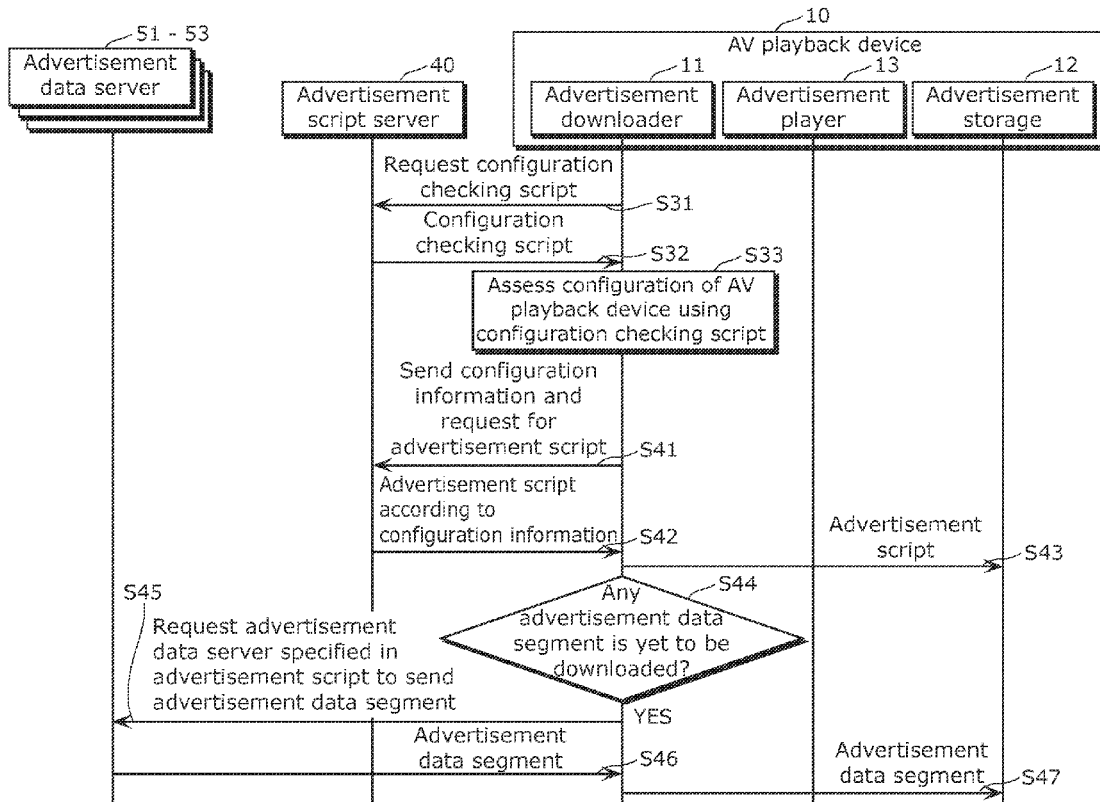 51 - 53
Advertisement
data server
40
Advertisement
script server
10
AV playback device
11
Advertisement
downloader
13
Advertisement
player
12
Advertisement
storage
Request configuration
checking script
S31
Configuration
checking script
S32
S33
Assess configuration of AV
playback device using
configuration checking script
Send configuration
information and
request for
advertisement script
S41
Advertisement script
according to
configuration information
S42
Advertisement
script
S43
S44
Any
advertisement data
segment is yet to be
downloaded?
S45
Request advertisement
data server specified in
advertisement script to send
advertisement data segment
YES
Advertisement
data segment
S46
Advertisement
data segment
S47